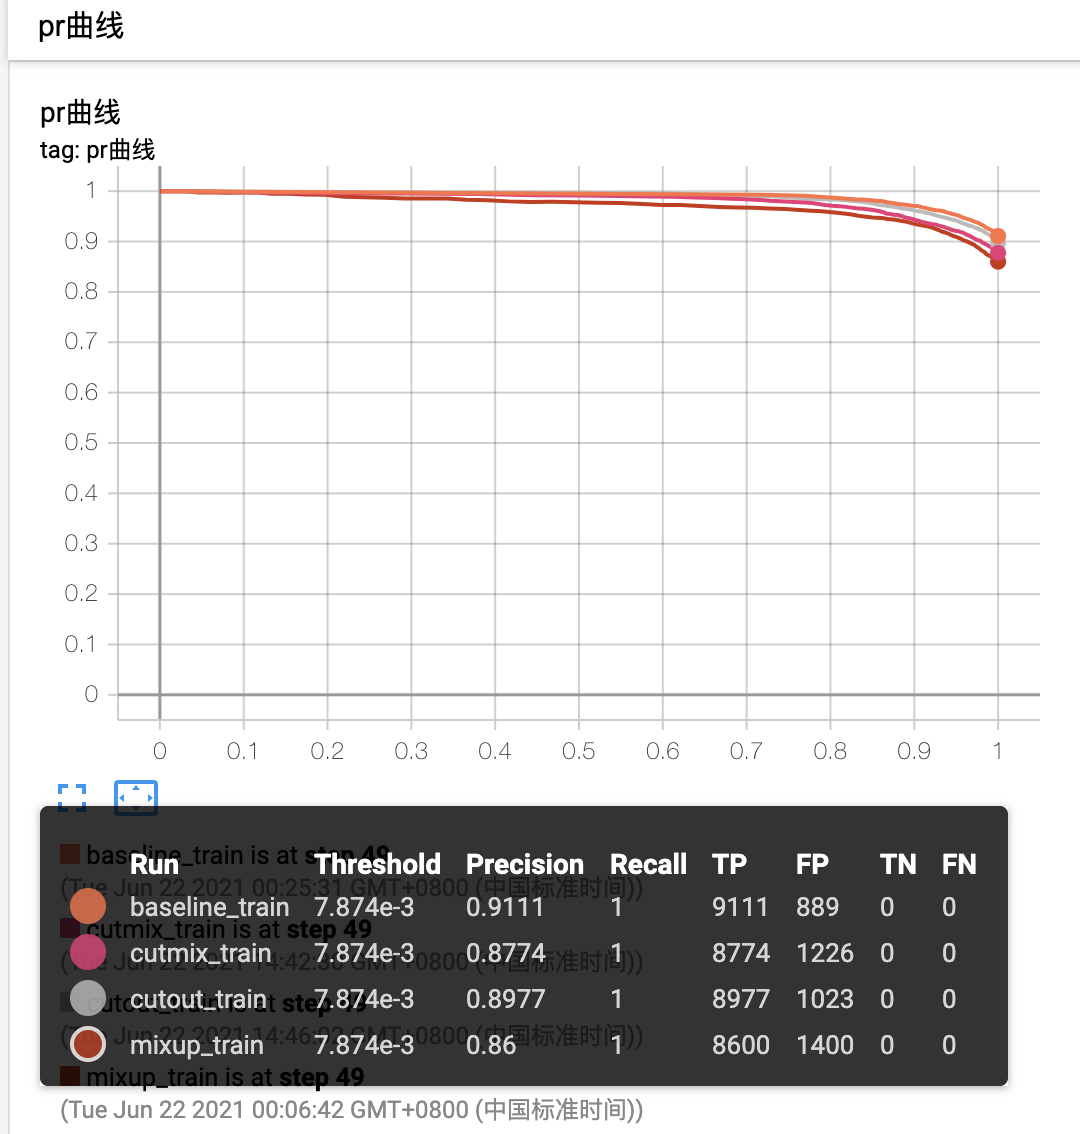 pr曲线
pr曲线
tag: pr曲线
1
0.9
0.8
0.7
0.6
0.5
0.4
0.3
0.2
0.1
0
0 0.1 0.2 0.3 0.4 0.5 0.6 0.7 0.8 0.9 1
baseline_train is at step 49
Run Threshold Precision Recall TP FP TN FN
(Tue Jun 22 2021 00:25:31 GMT+0800 (中国标准时间))
baseline_train 7.874e-3 0.9111 1 9111 889 0 0
cutmix_train is at step 49
cutmix_train 7.874e-3 0.8774 1 8774 1226 0 0
(Tue Jun 22 2021 14:42:38 GMT+0800 (中国标准时间))
cutout_train 7.874e-3 0.8977 1 8977 1023 0 0
cutout_train is at step 49
(Tue Jun 22 2021 14:46:02 GMT+0800 (中国标准时间))
mixup_train 7.874e-3 0.86 1 8600 1400 0 0
mixup_train is at step 49
(Tue Jun 22 2021 00:06:42 GMT+0800 (中国标准时间))